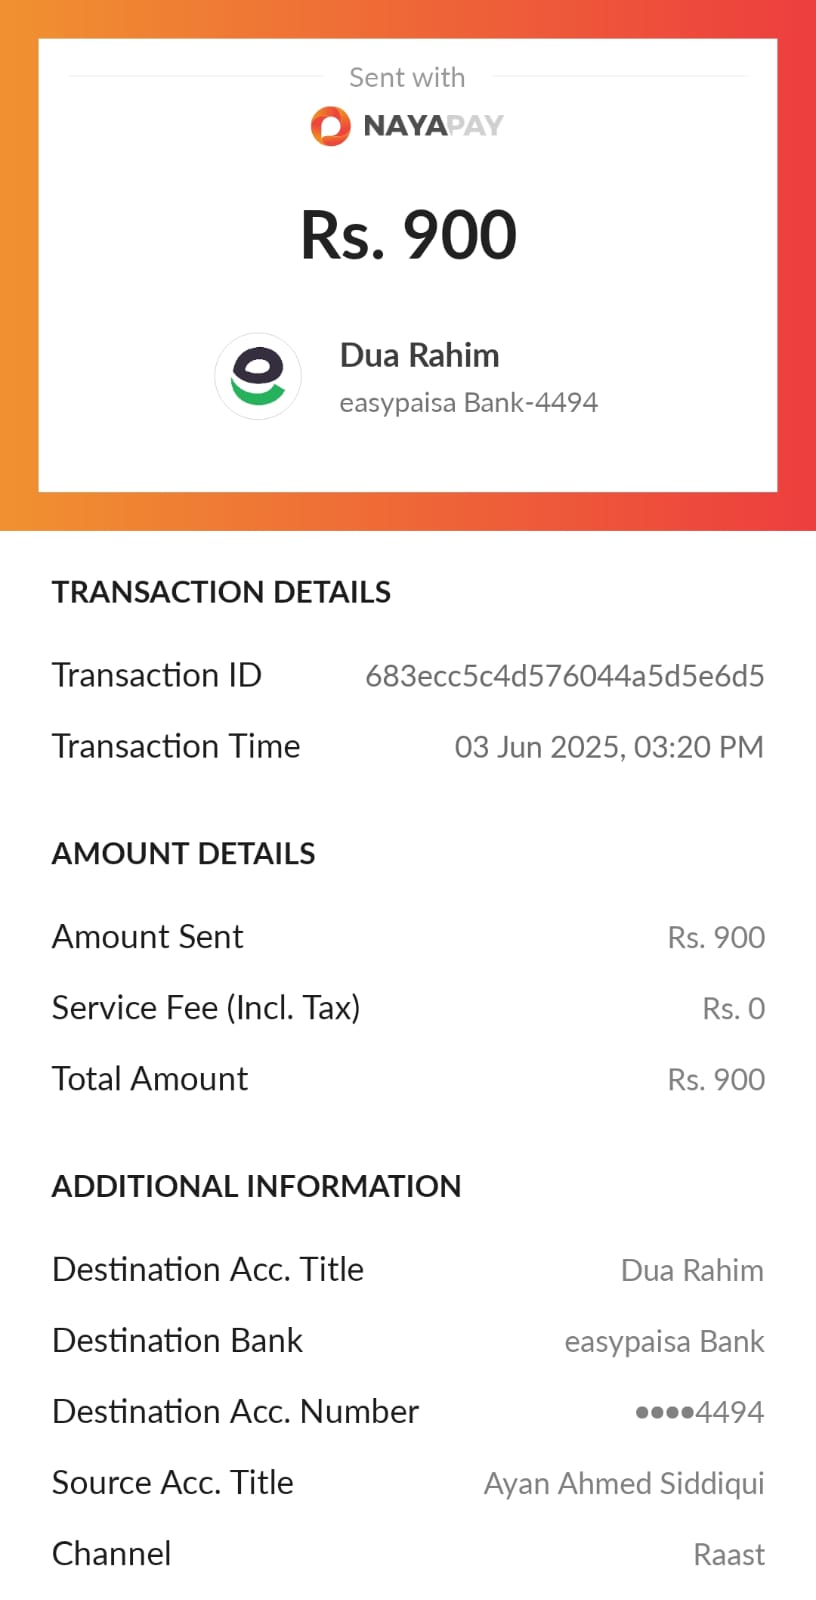 Sent with
NAYAPAY
Rs. 900
Dua Rahim
easypaisa Bank-4494
TRANSACTION DETAILS
Transaction ID 683ecc5c4d576044a5d5e6d5
Transaction Time 03 Jun 2025, 03:20 PM
AMOUNT DETAILS
Amount Sent Rs. 900
Service Fee (Incl. Tax) Rs. 0
Total Amount Rs. 900
ADDITIONAL INFORMATION
Destination Acc. Title Dua Rahim
Destination Bank easypaisa Bank
Destination Acc. Number ••••4494
Source Acc. Title Ayan Ahmed Siddiqui
Channel Raast